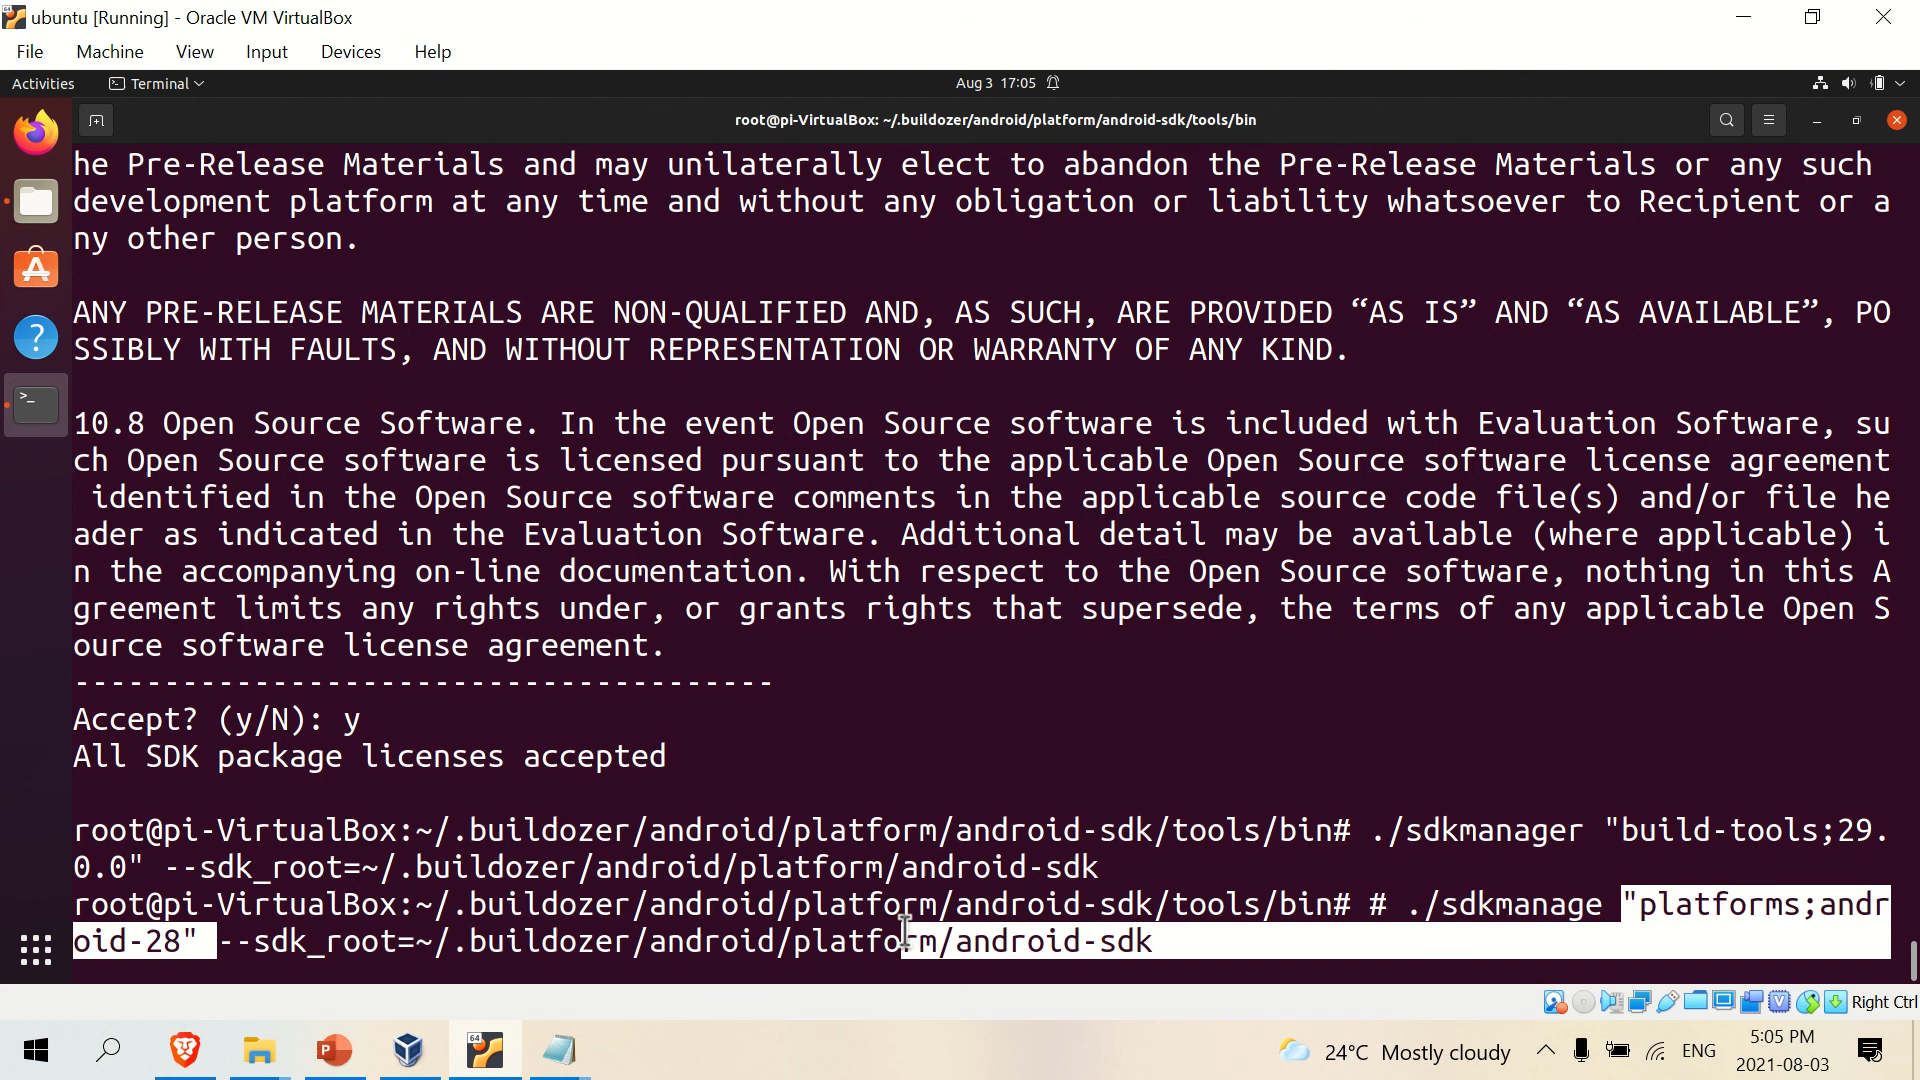 ubuntu [Running] - Oracle VM VirtualBox
File Machine View Input Devices Help
Activities Terminal Aug 3 17:05
root@pi-VirtualBox: ~/.buildozer/android/platform/android-sdk/tools/bin
he Pre-Release Materials and may unilaterally elect to abandon the Pre-Release Materials or any such
development platform at any time and without any obligation or liability whatsoever to Recipient or a
ny other person.
ANY PRE-RELEASE MATERIALS ARE NON-QUALIFIED AND, AS SUCH, ARE PROVIDED “AS IS” AND “AS AVAILABLE”, PO
SSIBLY WITH FAULTS, AND WITHOUT REPRESENTATION OR WARRANTY OF ANY KIND.
10.8 Open Source Software. In the event Open Source software is included with Evaluation Software, su
ch Open Source software is licensed pursuant to the applicable Open Source software license agreement
identified in the Open Source software comments in the applicable source code file(s) and/or file he
ader as indicated in the Evaluation Software. Additional detail may be available (where applicable) i
n the accompanying on-line documentation. With respect to the Open Source software, nothing in this A
greement limits any rights under, or grants rights that supersede, the terms of any applicable Open S
ource software license agreement.
---------------------------------------
Accept? (y/N): y
All SDK package licenses accepted
root@pi-VirtualBox:~/.buildozer/android/platform/android-sdk/tools/bin# ./sdkmanager "build-tools;29.
0.0" --sdk_root=~/.buildozer/android/platform/android-sdk
root@pi-VirtualBox:~/.buildozer/android/platform/android-sdk/tools/bin# # ./sdkmanage "platforms;andr
oid-28" --sdk_root=~/.buildozer/android/platform/android-sdk
Right Ctrl
64
24°C Mostly cloudy ENG 5:05 PM
2021-08-03